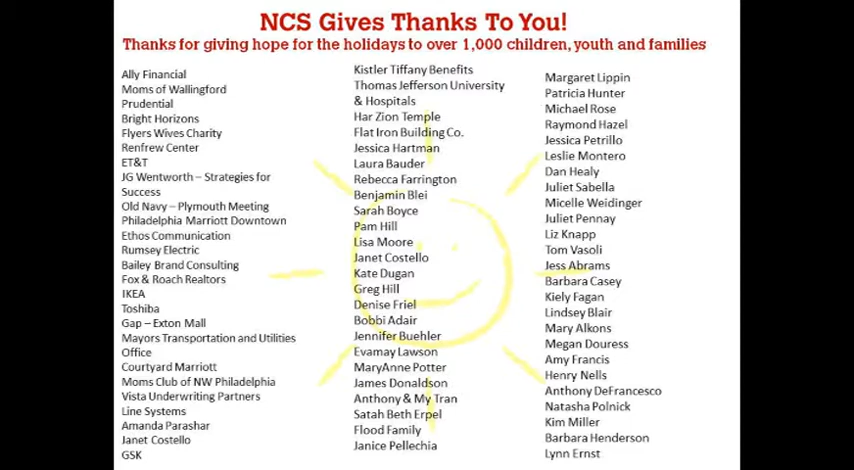 NCS Gives Thanks To You!
Thanks for giving hope for the holidays to over 1,000 children, youth and families
Ally Financial
Moms of Wallingford
Prudential
Bright Horizons
Flyers Wives Charity
Renfrew Center
ET&T
JG Wentworth – Strategies for
Success
Old Navy – Plymouth Meeting
Philadelphia Marriott Downtown
Ethos Communication
Rumsey Electric
Bailey Brand Consulting
Fox & Roach Realtors
IKEA
Toshiba
Gap – Exton Mall
Mayors Transportation and Utilities
Office
Courtyard Marriott
Moms Club of NW Philadelphia
Vista Underwriting Partners
Line Systems
Amanda Parashar
Janet Costello
GSK
Kistler Tiffany Benefits
Thomas Jefferson University
& Hospitals
Har Zion Temple
Flat Iron Building Co.
Jessica Hartman
Laura Bauder
Rebecca Farrington
Benjamin Blei
Sarah Boyce
Pam Hill
Lisa Moore
Janet Costello
Kate Dugan
Greg Hill
Denise Friel
Bobbi Adair
Jennifer Buehler
Evamay Lawson
MaryAnne Potter
James Donaldson
Anthony & My Tran
Satah Beth Erpel
Flood Family
Janice Pellechia
Margaret Lippin
Patricia Hunter
Michael Rose
Raymond Hazel
Jessica Petrillo
Leslie Montero
Dan Healy
Juliet Sabella
Micelle Weidinger
Juliet Pennay
Liz Knapp
Tom Vasoli
Jess Abrams
Barbara Casey
Kiely Fagan
Lindsey Blair
Mary Alkons
Megan Douress
Amy Francis
Henry Nells
Anthony DeFrancesco
Natasha Polnick
Kim Miller
Barbara Henderson
Lynn Ernst